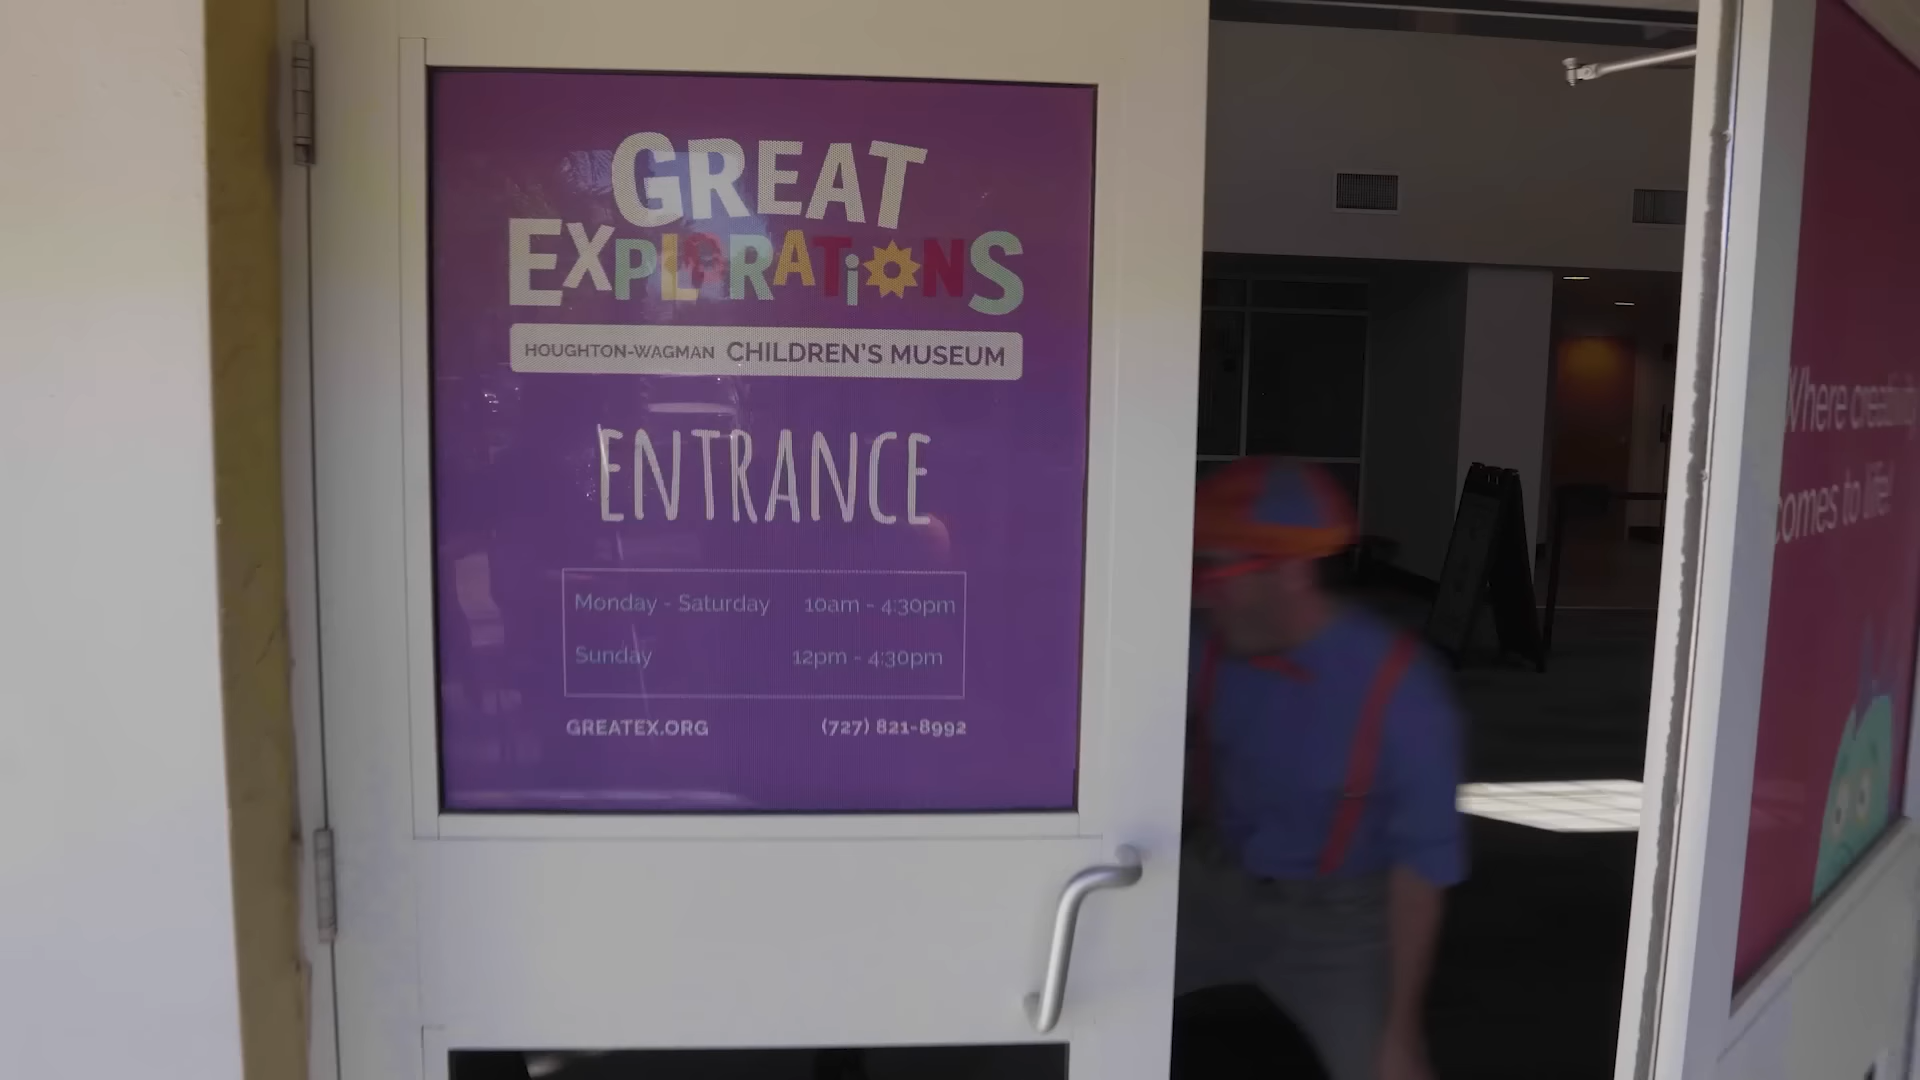 GREAT
EXPLORATiONS
HOUGHTON-WAGMAN CHILDREN'S MUSEUM
ENTRANCE
Monday - Saturday 10am - 4:30pm
Sunday 12pm - 4:30pm
GREATEX.ORG (727) 821-8992
Where creativity
comes to life!